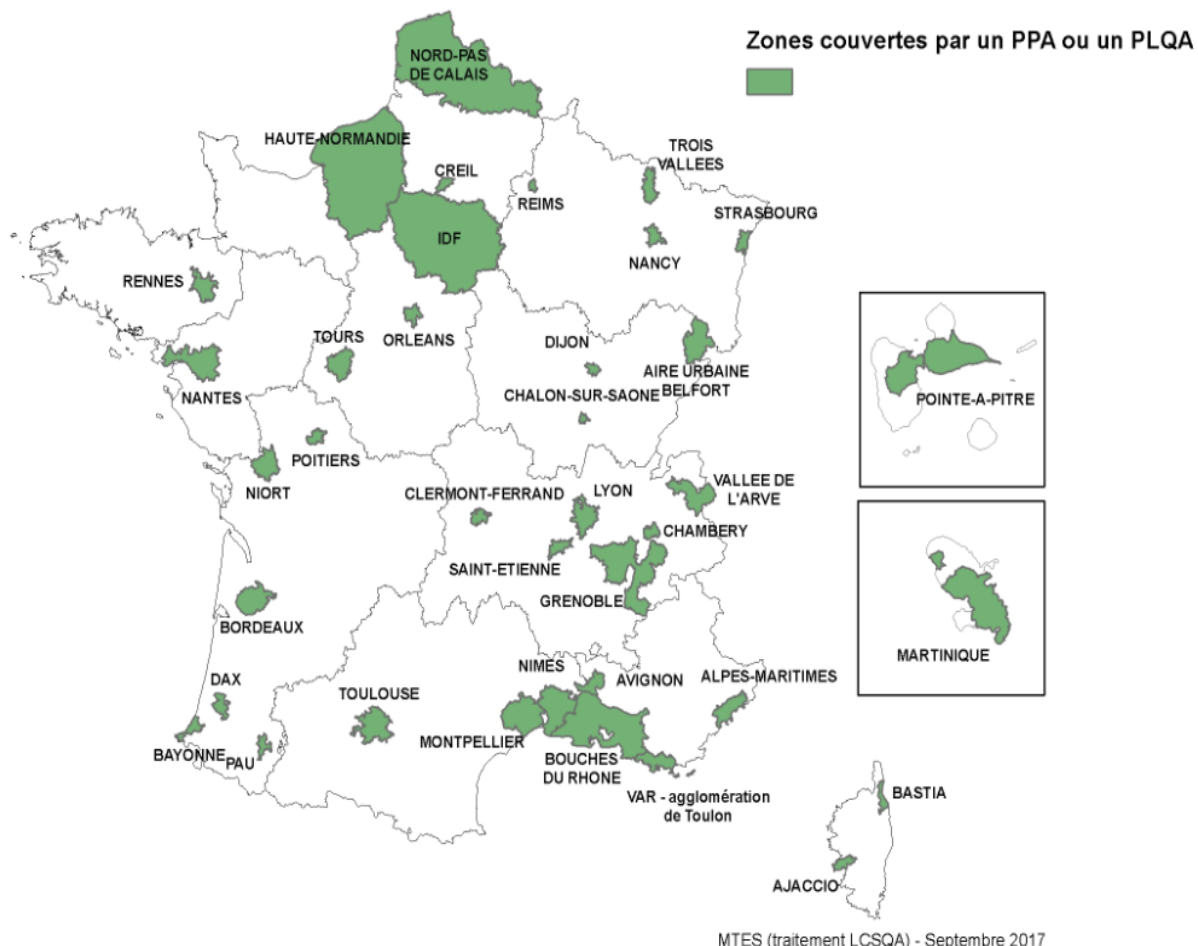 Zones couvertes par un PPA ou un PLQA
NORD-PAS
DE CALAIS
HAUTE-NORMANDIE
CREIL
REIMS
TROIS
VALLEES
STRASBOURG
IDF
NANCY
RENNES
ORLEANS
TOURS
DIJON
AIRE URBAINE
BELFORT
CHALON-SUR-SAONE
NANTES
POINTE-A-PITRE
POITIERS
NIORT
CLERMONT-FERRAND
LYON
VALLEE DE
L'ARVE
CHAMBERY
SAINT-ETIENNE
GRENOBLE
BORDEAUX
MARTINIQUE
NIMES
AVIGNON
ALPES-MARITIMES
DAX
TOULOUSE
MONTPELLIER
BAYONNE
PAU
BOUCHES
DU RHONE
VAR - agglomération
de Toulon
BASTIA
AJACCIO
MTES (traitement LCSQA) - Septembre 2017